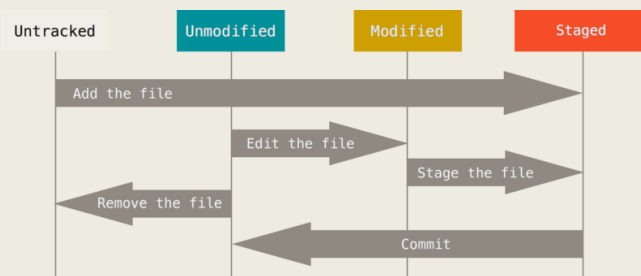 Untracked
Unmodified
Modified
Staged
Add the file
Edit the file
Stage the file
Remove the file
Commit